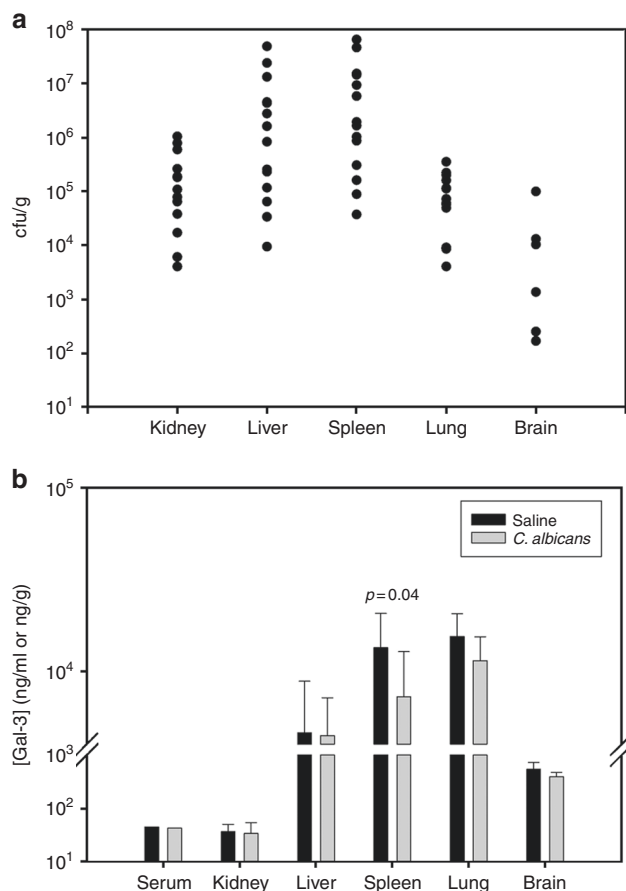 a
10⁸
10⁷
10⁶
10⁵
10⁴
10³
10²
10¹
cfu/g
Kidney Liver Spleen Lung Brain
b
10⁵
10⁴
10³
10²
10¹
[Gal-3] (ng/ml or ng/g)
Saline
C. albicans
p=0.04
Serum Kidney Liver Spleen Lung Brain